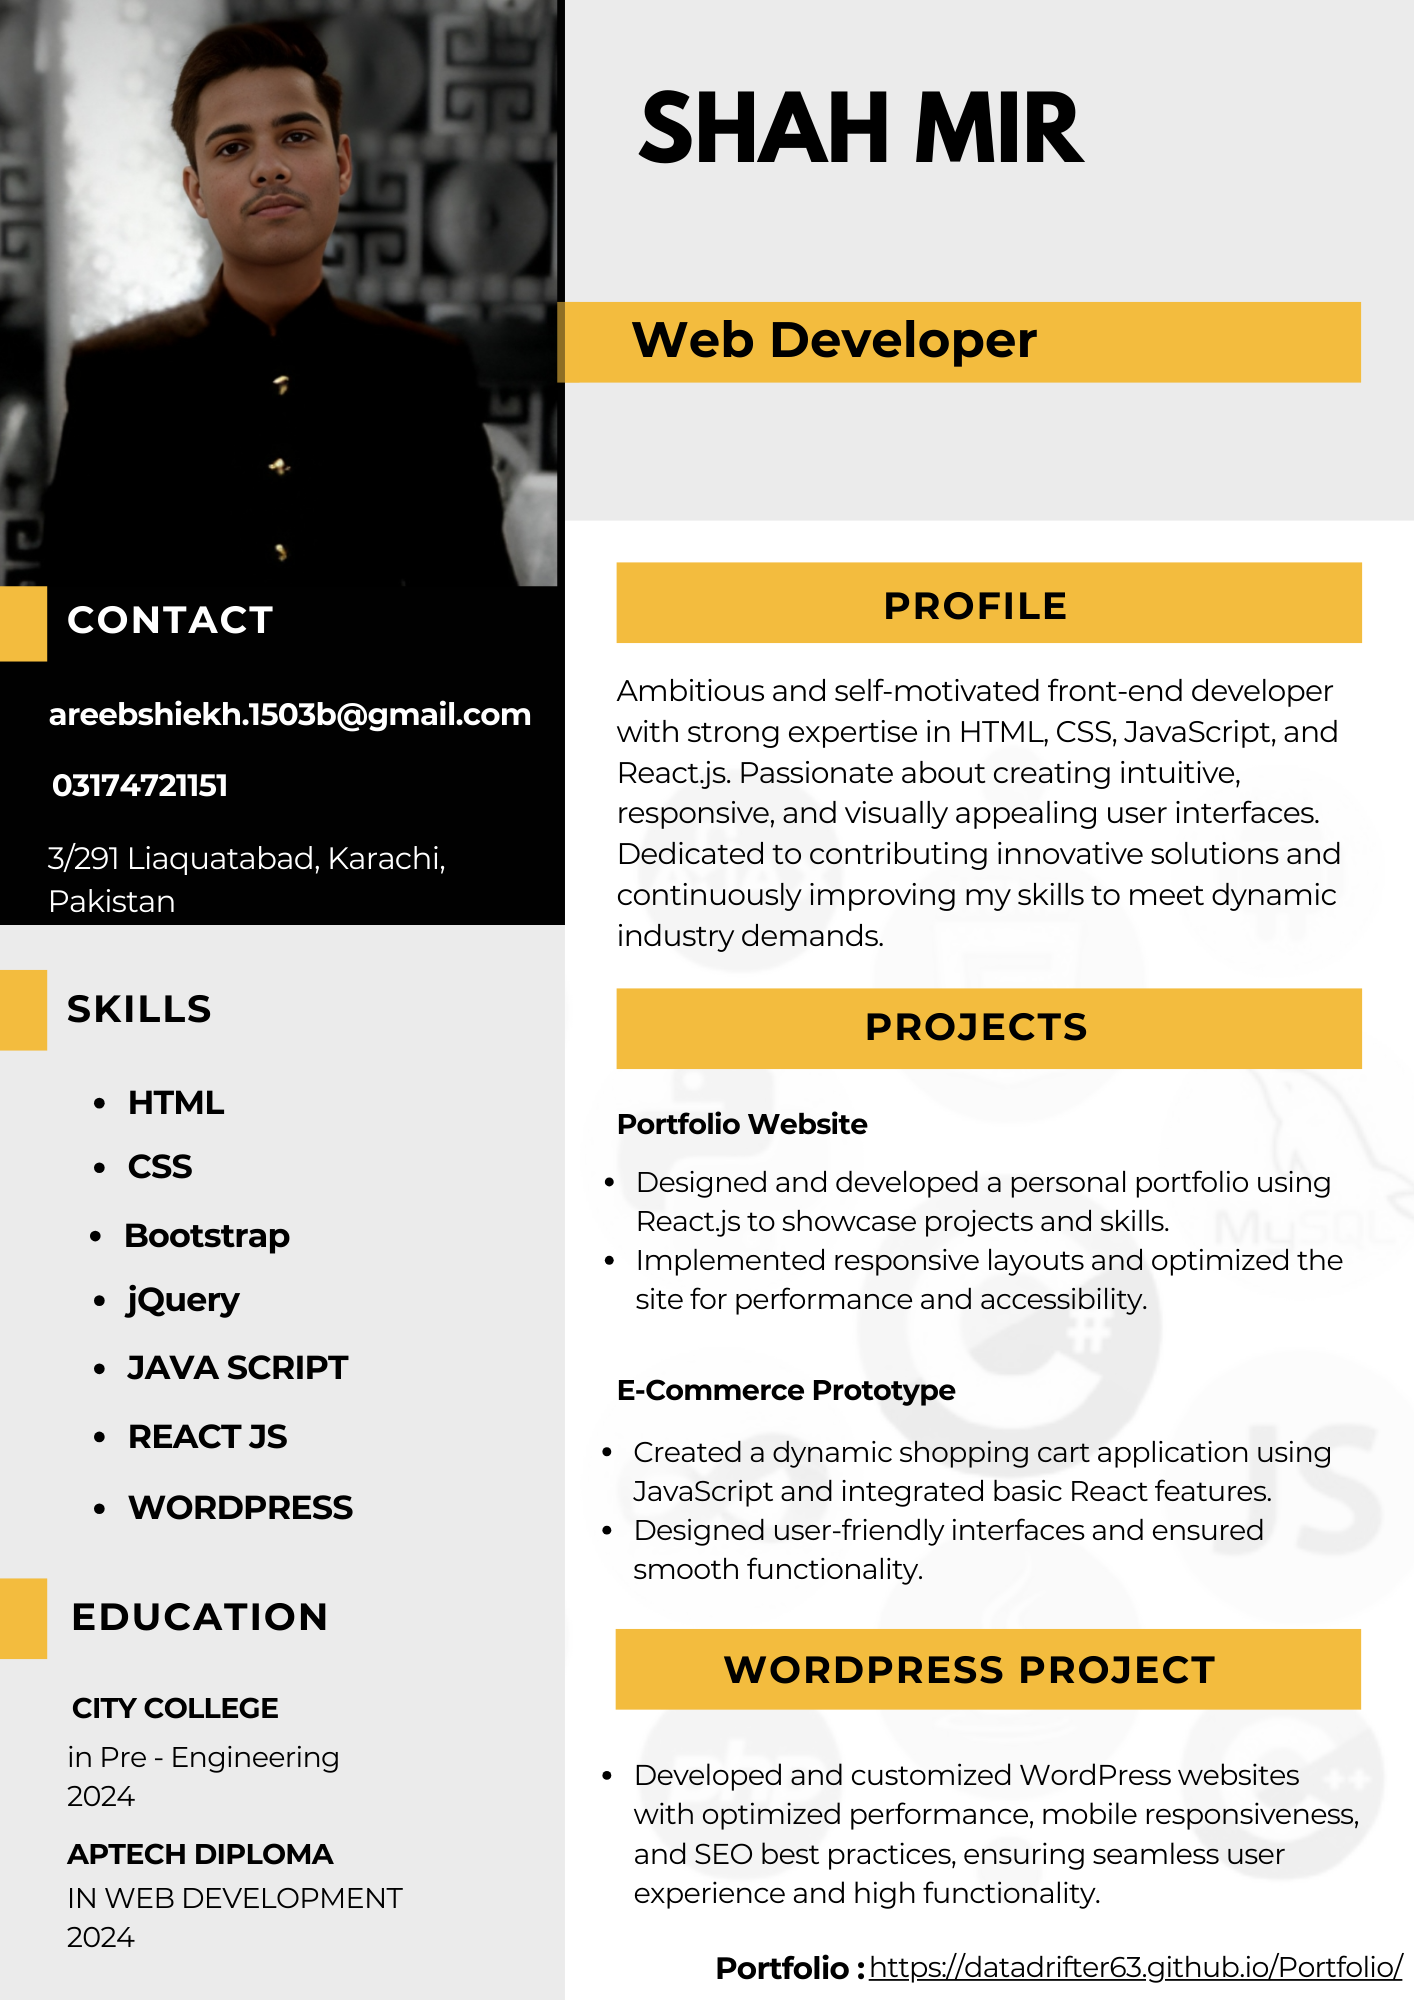 SHAH MIR
Web Developer
CONTACT
areebshiekh.1503b@gmail.com
03174721151
3/291 Liaquatabad, Karachi,
Pakistan
SKILLS
• HTML
• CSS
• Bootstrap
• jQuery
• JAVA SCRIPT
• REACT JS
• WORDPRESS
EDUCATION
CITY COLLEGE
in Pre - Engineering
2024
APTECH DIPLOMA
IN WEB DEVELOPMENT
2024
PROFILE
Ambitious and self-motivated front-end developer
with strong expertise in HTML, CSS, JavaScript, and
React.js. Passionate about creating intuitive,
responsive, and visually appealing user interfaces.
Dedicated to contributing innovative solutions and
continuously improving my skills to meet dynamic
industry demands.
PROJECTS
Portfolio Website
• Designed and developed a personal portfolio using
React.js to showcase projects and skills.
• Implemented responsive layouts and optimized the
site for performance and accessibility.
E-Commerce Prototype
• Created a dynamic shopping cart application using
JavaScript and integrated basic React features.
• Designed user-friendly interfaces and ensured
smooth functionality.
WORDPRESS PROJECT
• Developed and customized WordPress websites
with optimized performance, mobile responsiveness,
and SEO best practices, ensuring seamless user
experience and high functionality.
Portfolio : https://datadrifter63.github.io/Portfolio/
MySQL
C#
JS
php
C++